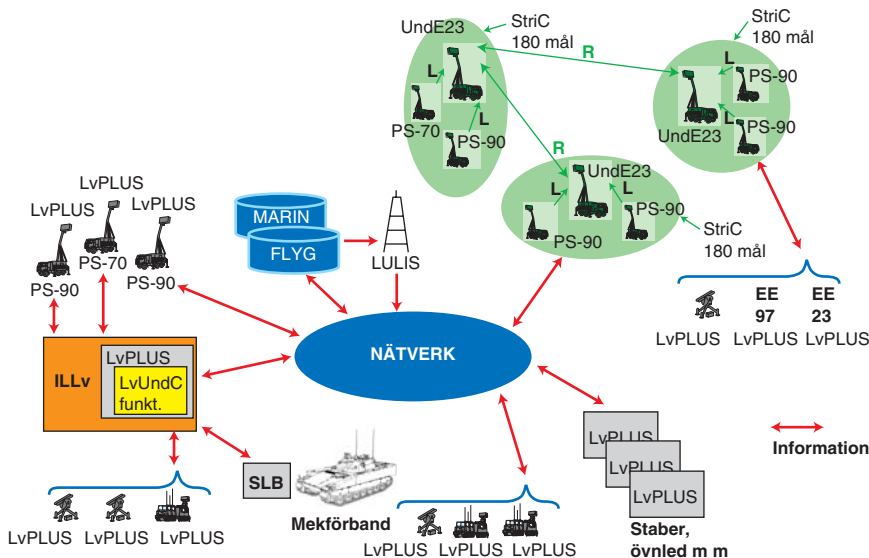 UndE23
StriC
180 mål
L
PS-70
L
PS-90
R
StriC
180 mål
L
PS-90
L
UndE23
PS-90
R
UndE23
L
L
PS-90
PS-90
StriC
180 mål
LvPLUS
LvPLUS
LvPLUS
PS-70
PS-90
PS-90
MARIN
FLYG
LULIS
NÄTVERK
ILLv
LvPLUS
LvUndC
funkt.
EE
97
EE
23
LvPLUS
LvPLUS
LvPLUS
SLB
Mekförband
LvPLUS
LvPLUS
LvPLUS
LvPLUS
LvPLUS
LvPLUS
LvPLUS
LvPLUS
LvPLUS
Staber,
övnled m m
Information